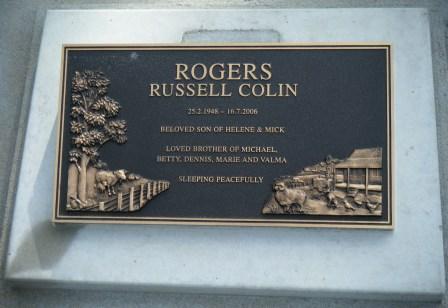 ROGERS
RUSSELL COLIN
25.2.1948 – 16.7.2006
BELOVED SON OF HELENE & MICK
LOVED BROTHER OF MICHAEL,
BETTY, DENNIS, MARIE AND VALMA
SLEEPING PEACEFULLY